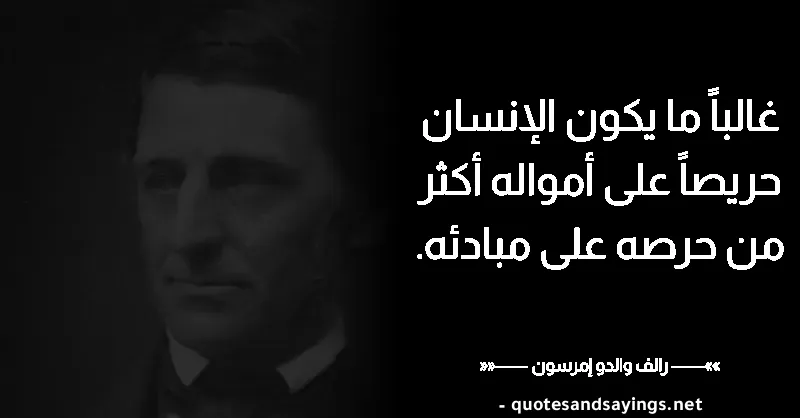 غالباً ما يكون الإنسان
حريصاً على أمواله أكثر
من حرصه على مبادئه.
»»——— رالف والدو إمرسون ———««
- quotesandsayings.net